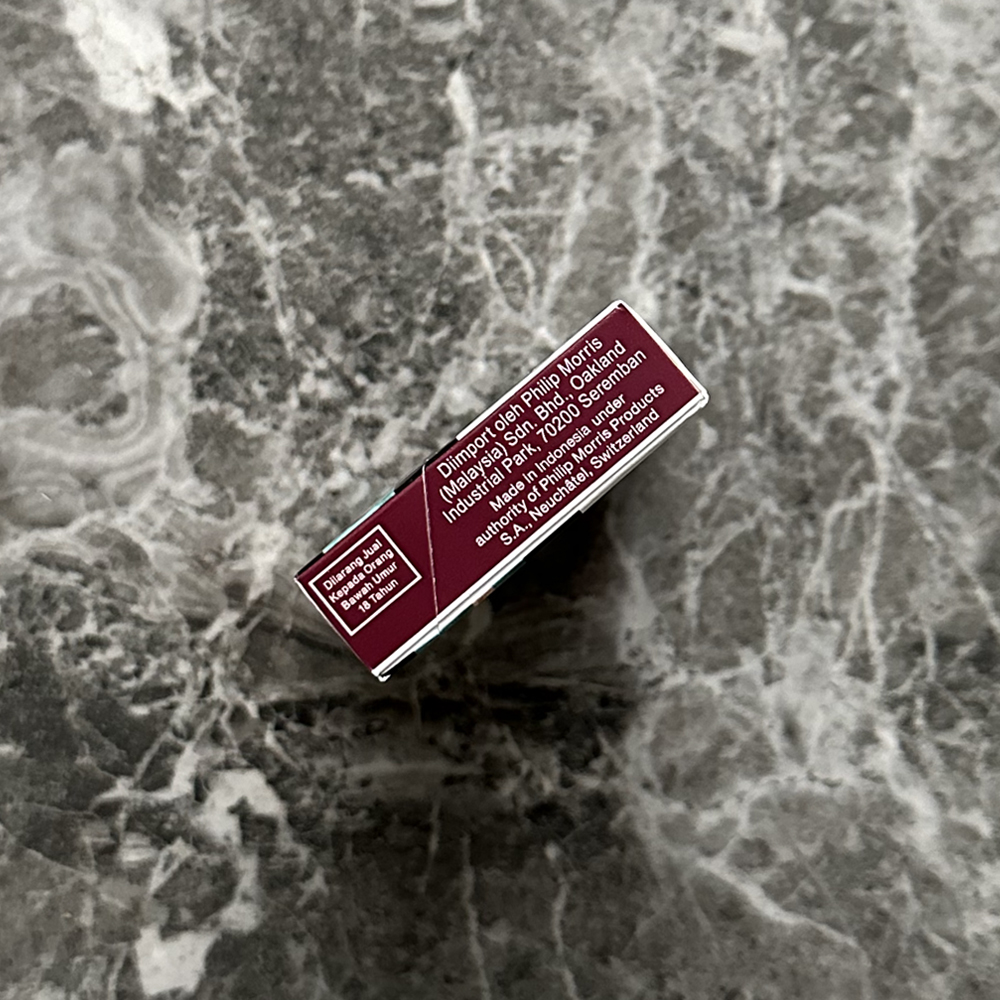 Diimport oleh Philip Morris
(Malaysia) Sdn. Bhd., Oakland
Industrial Park, 70200 Seremban
Made in Indonesia under
authority of Philip Morris Products
S.A., Neuchâtel, Switzerland
Dilarang Jual
Kepada Orang
Bawah Umur
18 Tahun